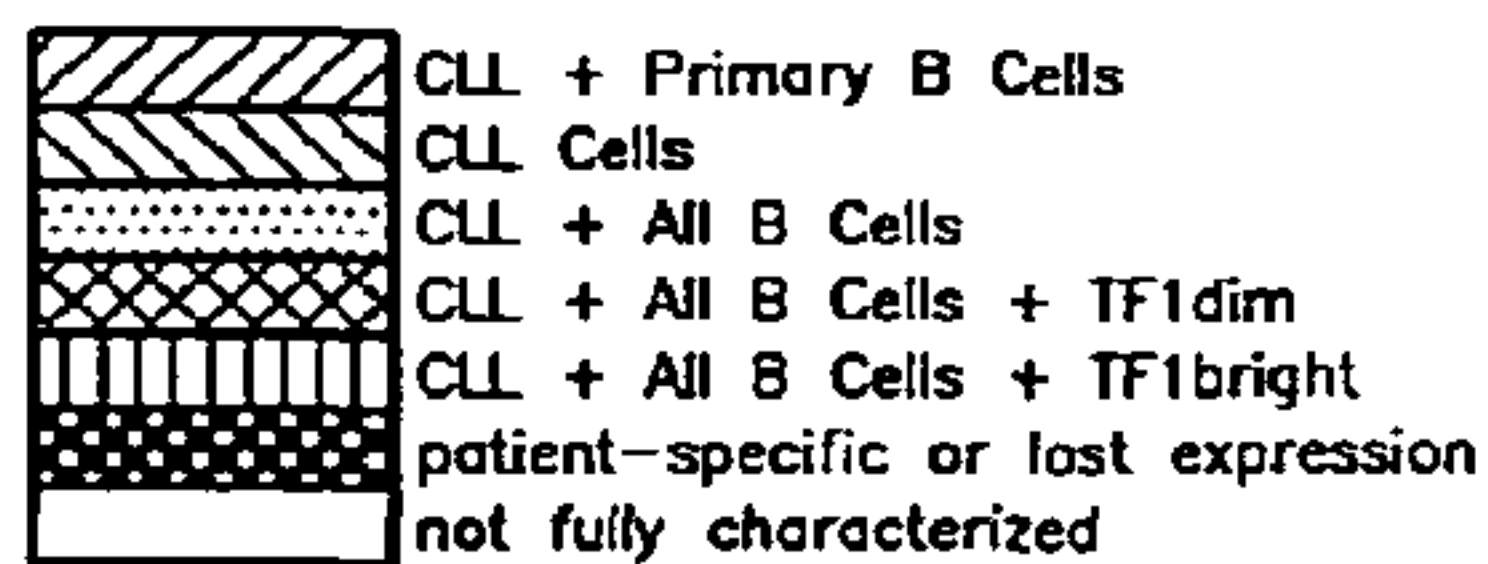 CLL + Primary B Cells
CLL Cells
CLL + All B Cells
CLL + All B Cells + TF1dim
CLL + All B Cells + TF1bright
patient-specific or lost expression
not fully characterized